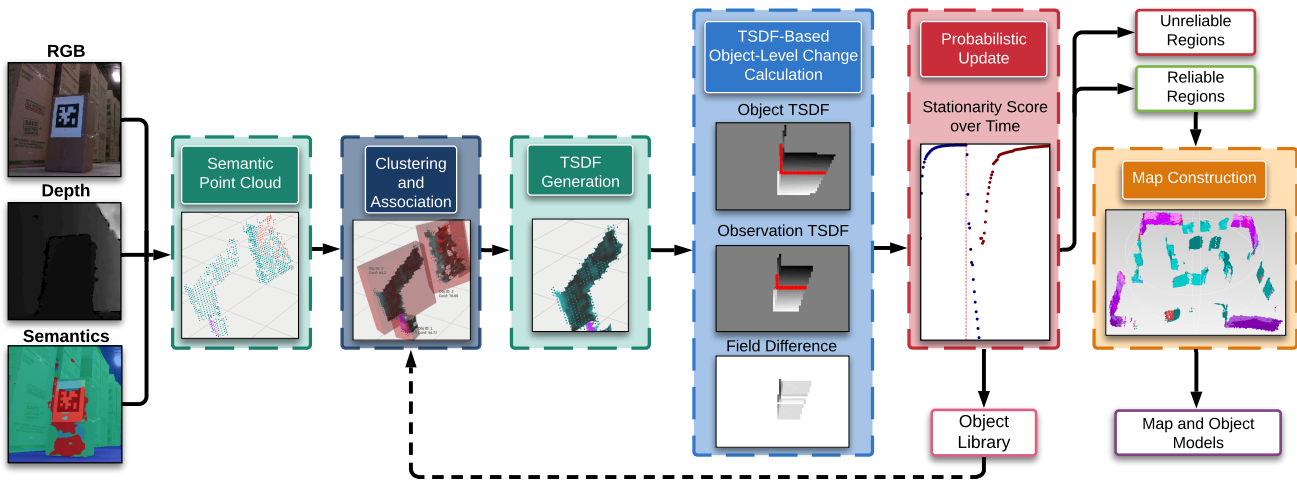 RGB
Depth
Semantics
Semantic
Point Cloud
Clustering
and
Association
TSDF
Generation
TSDF-Based
Object-Level Change
Calculation
Object TSDF
Observation TSDF
Field Difference
Probabilistic
Update
Stationarity Score
over Time
Unreliable
Regions
Reliable
Regions
Map Construction
Object
Library
Map and Object
Models